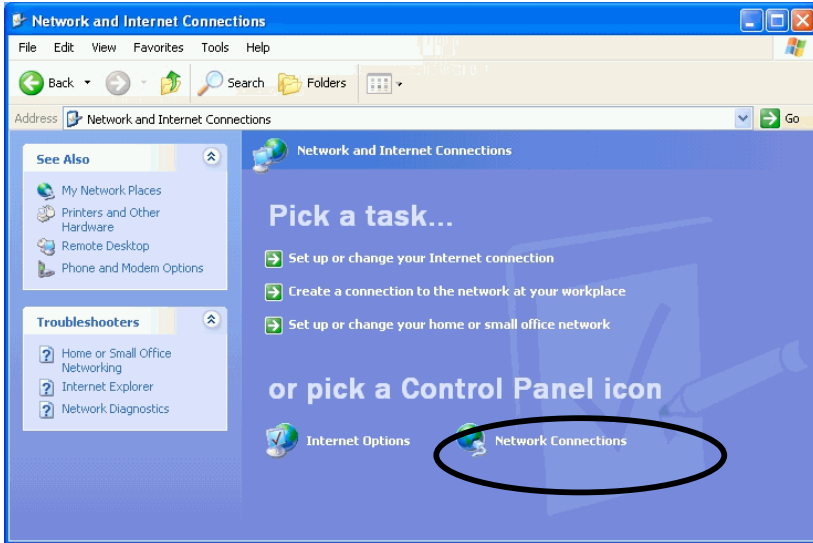 Network and Internet Connections
File Edit View Favorites Tools Help
Back Search Folders
Address Network and Internet Connections Go
See Also
My Network Places
Printers and Other
Hardware
Remote Desktop
Phone and Modem Options
Troubleshooters
Home or Small Office
Networking
Internet Explorer
Network Diagnostics
Network and Internet Connections
Pick a task...
Set up or change your Internet connection
Create a connection to the network at your workplace
Set up or change your home or small office network
or pick a Control Panel icon
Internet Options Network Connections